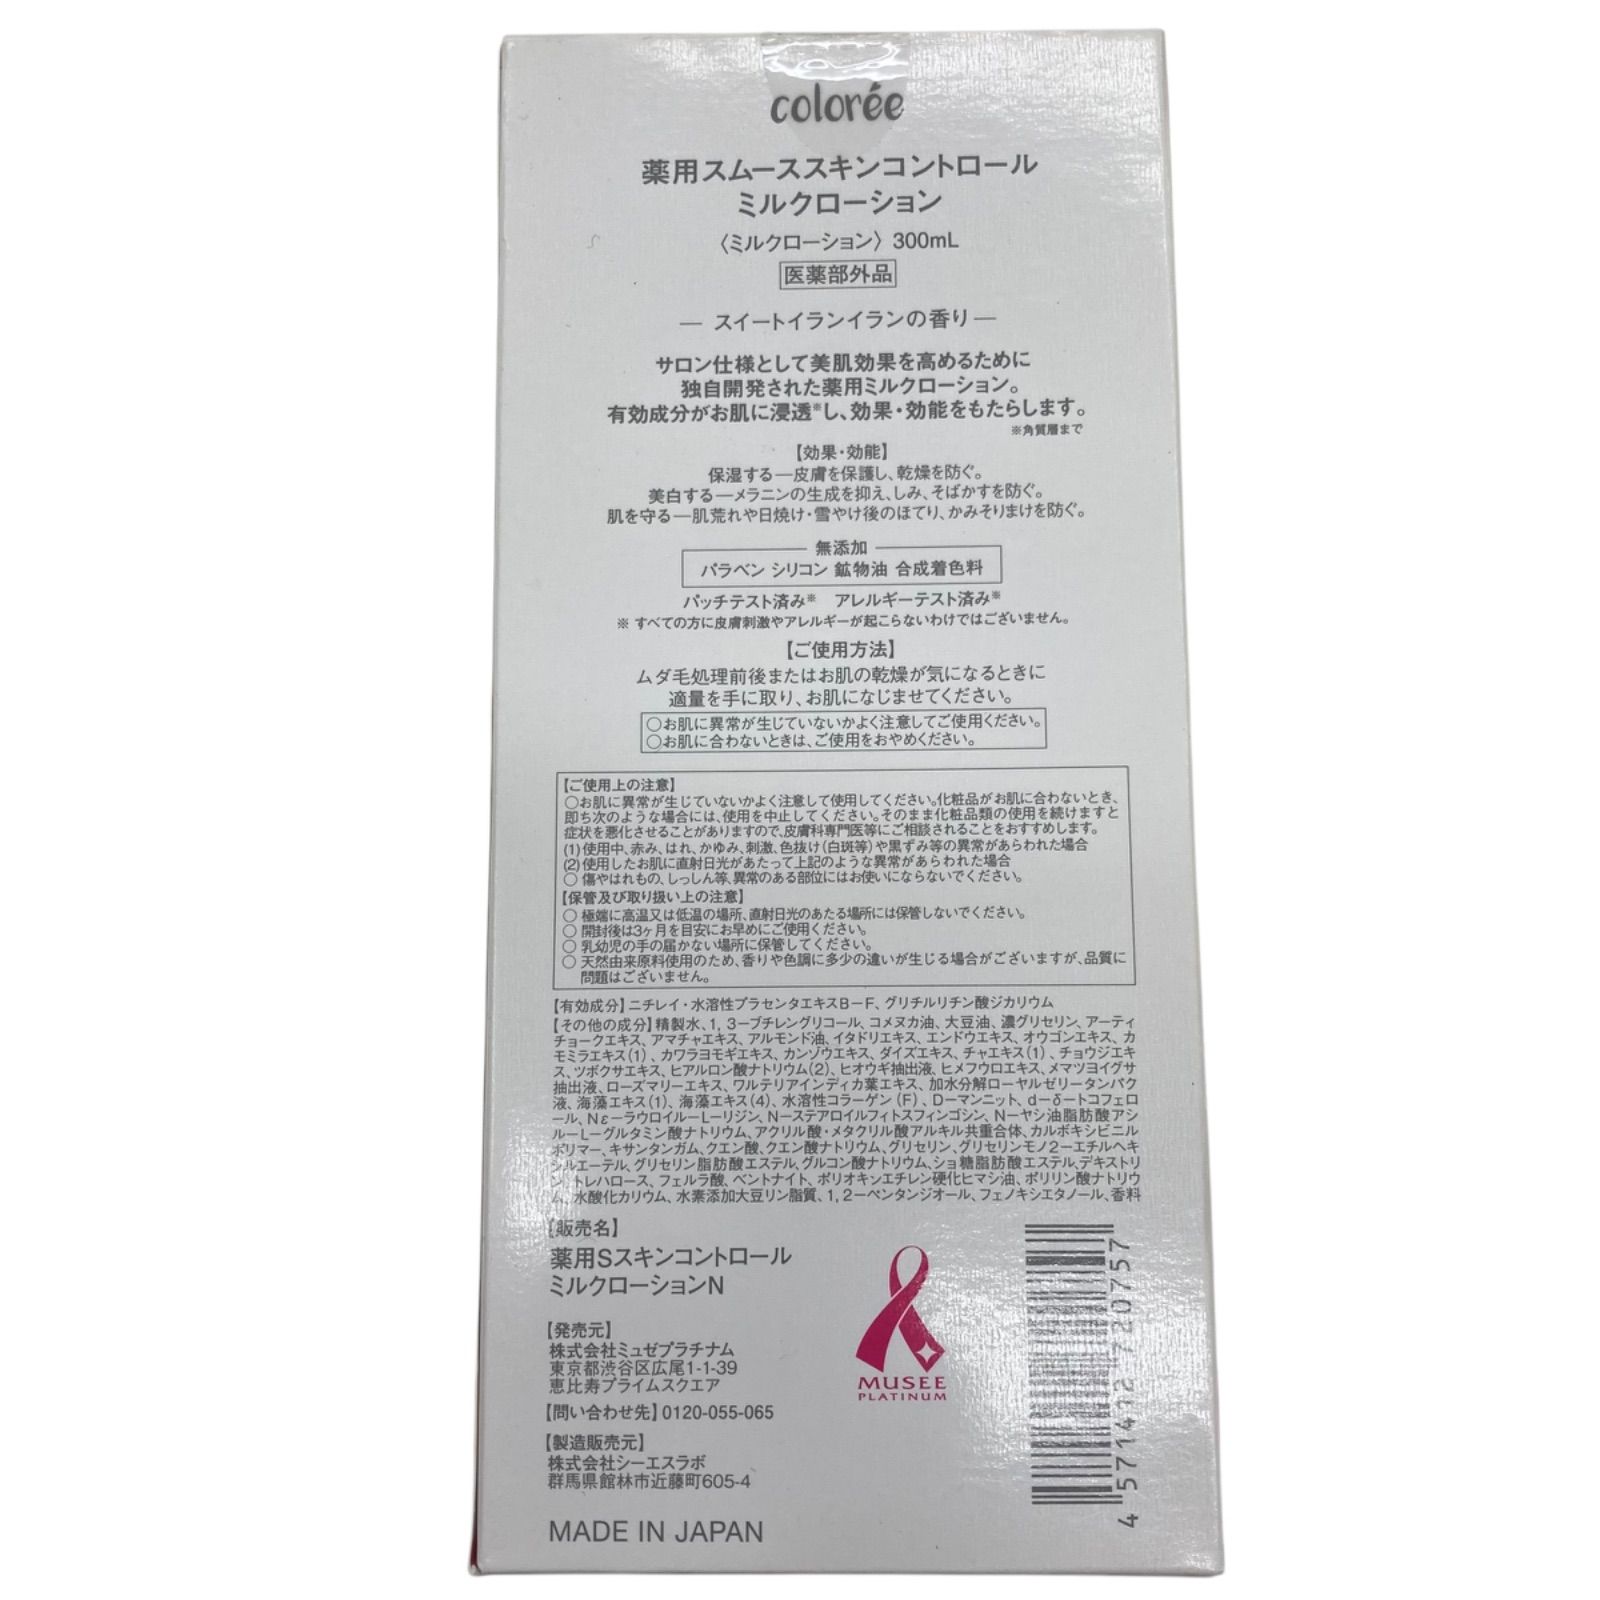 colorée
薬用スムーススキンコントロール
ミルクローション
〈ミルクローション〉300mL
医薬部外品
— スイートイランイランの香り —
サロン仕様として美肌効果を高めるために
独自開発された薬用ミルクローション。
有効成分がお肌に浸透※し、効果・効能をもたらします。
※角質層まで
【効果・効能】
保湿する—皮膚を保護し、乾燥を防ぐ。
美白する—メラニンの生成を抑え、しみ、そばかすを防ぐ。
肌を守る—肌荒れや日焼け・雪やけ後のほてり、かみそりまけを防ぐ。
無添加
パラベン シリコン 鉱物油 合成着色料
パッチテスト済み※ アレルギーテスト済み※
※ すべての方に皮膚刺激やアレルギーが起こらないわけではございません。
【ご使用方法】
ムダ毛処理前後またはお肌の乾燥が気になるときに
適量を手に取り、お肌になじませてください。
○お肌に異常が生じていないかよく注意してご使用ください。
○お肌に合わないときは、ご使用をおやめください。
【ご使用上の注意】
○お肌に異常が生じていないかよく注意して使用してください。化粧品がお肌に合わないとき、
即ち次のような場合には、使用を中止してください。そのまま化粧品類の使用を続けますと
症状を悪化させることがありますので、皮膚科専門医等にご相談されることをおすすめします。
(1)使用中、赤み、はれ、かゆみ、刺激、色抜け(白斑等)や黒ずみ等の異常があらわれた場合
(2)使用したお肌に直射日光があたって上記のような異常があらわれた場合
○ 傷やはれもの、しっしん等、異常のある部位にはお使いにならないでください。
【保管及び取り扱い上の注意】
○ 極端に高温又は低温の場所、直射日光のあたる場所には保管しないでください。
○ 開封後は3ヶ月を目安にお早めにご使用ください。
○ 乳幼児の手の届かない場所に保管してください。
○ 天然由来原料使用のため、香りや色調に多少の違いが生じる場合がございますが、品質に
問題はございません。
【有効成分】ニチレイ・水溶性プラセンタエキスB－F、グリチルリチン酸ジカリウム
【その他の成分】精製水、1, 3－ブチレングリコール、コメヌカ油、大豆油、濃グリセリン、アーティ
チョークエキス、アマチャエキス、アルモンド油、イタドリエキス、エンドウエキス、オウゴンエキス、カ
モミラエキス(1)、カワラヨモギエキス、カンゾウエキス、ダイズエキス、チャエキス(1)、チョウジエキ
ス、ツボクサエキス、ヒアルロン酸ナトリウム(2)、ヒオウギ抽出液、ヒメフウロエキス、メマツヨイグサ
抽出液、ローズマリーエキス、ワルテリアインディカ葉エキス、加水分解ローヤルゼリータンパク
液、海藻エキス(1)、海藻エキス(4)、水溶性コラーゲン(F)、D－マンニット、d－δ－トコフェロ
ール、Nε－ラウロイル－L－リジン、N－ステアロイルフィトスフィンゴシン、N－ヤシ油脂肪酸アシ
ル－L－グルタミン酸ナトリウム、アクリル酸・メタクリル酸アルキル共重合体、カルボキシビニル
ポリマー、キサンタンガム、クエン酸、クエン酸ナトリウム、グリセリン、グリセリンモノ2－エチルヘキ
シルエーテル、グリセリン脂肪酸エステル、グルコン酸ナトリウム、ショ糖脂肪酸エステル、デキストリ
ン、トレハロース、フェルラ酸、ベントナイト、ポリオキシエチレン硬化ヒマシ油、ポリリン酸ナトリウ
ム、水酸化カリウム、水素添加大豆リン脂質、1, 2－ペンタンジオール、フェノキシエタノール、香料
【販売名】
薬用Sスキンコントロール
ミルクローションN
【発売元】
株式会社ミュゼプラチナム
東京都渋谷区広尾1-1-39
恵比寿プライムスクエア
【問い合わせ先】0120-055-065
【製造販売元】
株式会社シーエスラボ
群馬県館林市近藤町605-4
MADE IN JAPAN
MUSEE
PLATINUM
4 571412 720757